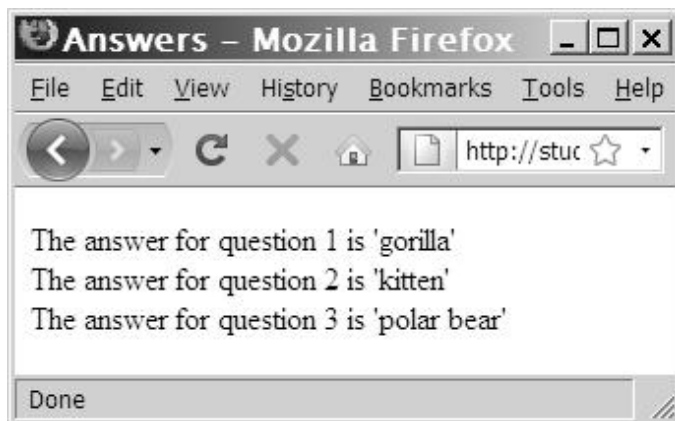 Answers – Mozilla Firefox
File Edit View History Bookmarks Tools Help
http://stuc
The answer for question 1 is 'gorilla'
The answer for question 2 is 'kitten'
The answer for question 3 is 'polar bear'
Done